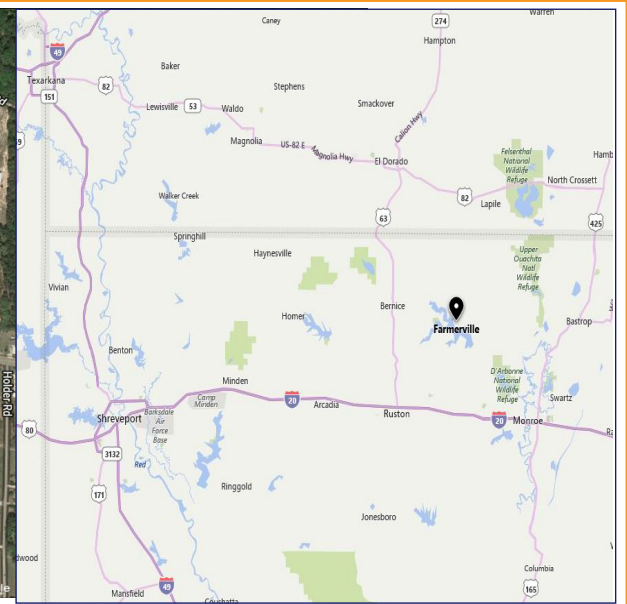 Warren
Caney
274
Hampton
49
Baker
Texarkana
82
Stephens
151
Lewisville
53
Waldo
Smackover
Calion Hwy
Magnolia
US-82 E
Magnolia Hwy
El Dorado
Felsenthal
National
Wildlife
Refuge
Hamb
North Crossett
82
Lapile
Walker Creek
63
425
Springhill
Haynesville
Upper
Ouachita
Natl
Wildlife
Refuge
Vivian
Bernice
Homer
Farmerville
Bastrop
Benton
D'Arbonne
National
Wildlife
Refuge
Minden
Camp
Minden
20
Arcadia
Ruston
Swartz
Holder Rd
Shreveport
Barksdale
Air
Force
Base
20
Monroe
80
3132
Red
171
Ringgold
Jonesboro
Columbia
165
49
Mansfield
Coushatta